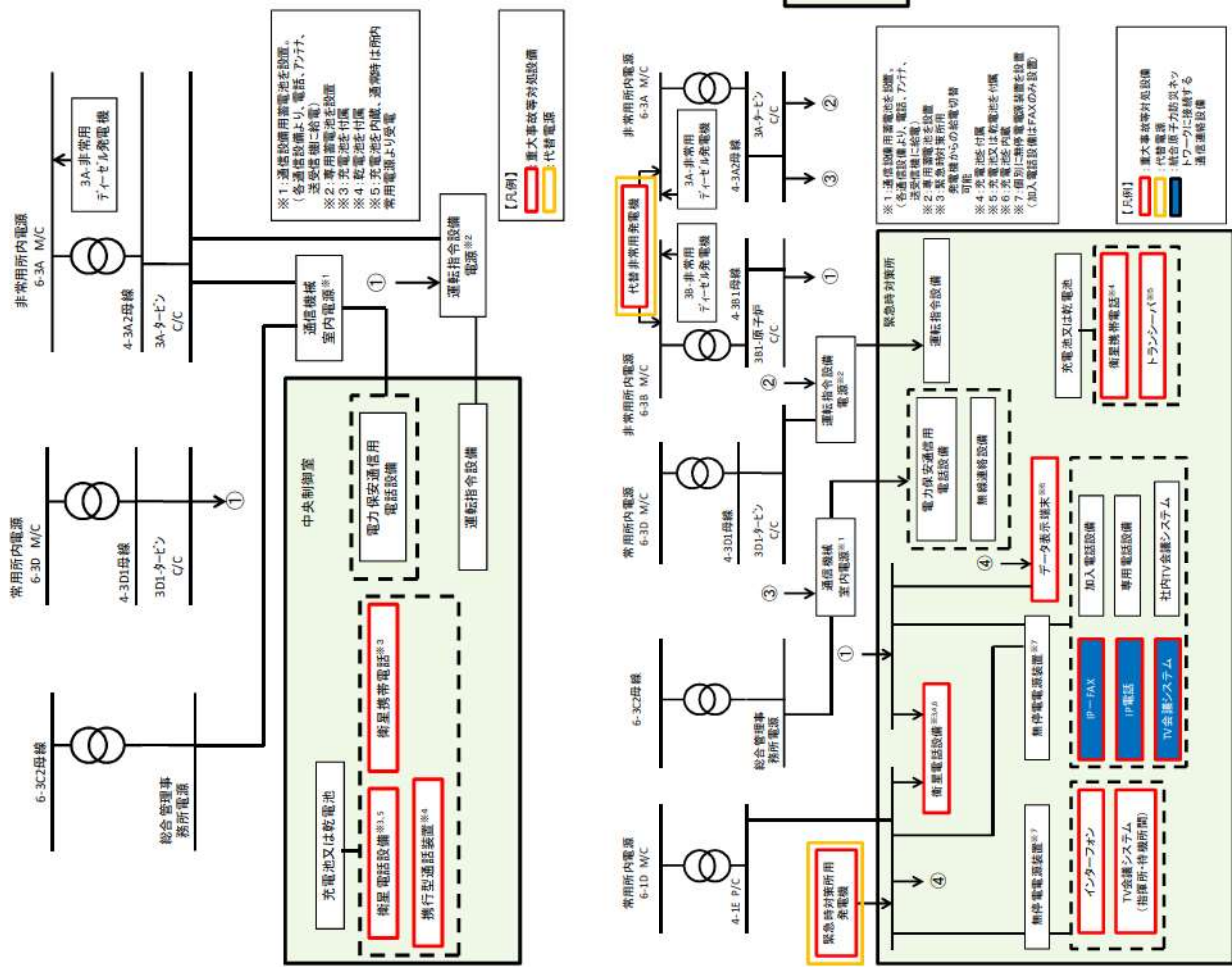 6-3C2母線
総合管理事
務所電源
常用所内電源
6-3D M/C
4-3D1母線
3D1-タービン
C/C
①
非常用所内電源
6-3A M/C
3A-非常用
ディーゼル発電機
4-3A2母線
3A-タービン
C/C
通信機械
室内電源※1
①
運転指令設備
電源※2
中央制御室
充電池又は乾電池
衛星電話設備※3,5
衛星携帯電話※3
携行型通話装置※4
電力保安通信用
電話設備
運転指令設備
※1:通信設備用蓄電池を設置。
(各通信設備より、電話、アンテナ、
送受信機に給電)
※2:専用蓄電池を設置
※3:充電池を付属
※4:乾電池を付属
※5:充電池を内蔵、通常時は所内
常用電源より受電
【凡例】
:重大事故等対処設備
:代替電源
常用所内電源
6-1D M/C
4-1E P/C
緊急時対策所用
発電機
6-3C2母線
総合管理事
務所電源
常用所内電源
6-3D M/C
4-3D1母線
3D1-タービン
C/C
非常用所内電源
6-3B M/C
代替非常用発電機
3B-非常用
ディーゼル発電機
4-3B1母線
3B1-原子炉
C/C
①
非常用所内電源
6-3A M/C
3A-非常用
ディーゼル発電機
4-3A2母線
3A-タービン
C/C
③
②
③
通信機械
室内電源※1
②
運転指令設備
電源※2
緊急時対策所
①
④
衛星電話設備※3,4,6
④
データ表示端末※6
無停電電源装置※7
インターフォン
TV会議システム
(指揮所・待機所間)
無停電電源装置※7
IP-FAX
IP電話
TV会議システム
加入電話設備
専用電話設備
社内TV会議システム
電力保安通信用
電話設備
無線連絡設備
運転指令設備
充電池又は乾電池
衛星携帯電話※4
トランシーバ※5
※1:通信設備用蓄電池を設置。
(各通信設備より、電話、アンテナ、
送受信機に給電)
※2:専用蓄電池を設置
※3:緊急時対策所用
発電機からの給電切替
可能
※4:充電池を付属
※5:充電池又は乾電池を付属
※6:充電池を内蔵
※7:個別に無停電電源装置を設置
(加入電話設備はFAXのみ設置)
【凡例】
:重大事故等対処設備
:代替電源
:統合原子力防災ネッ
トワークに接続する
通信連絡設備